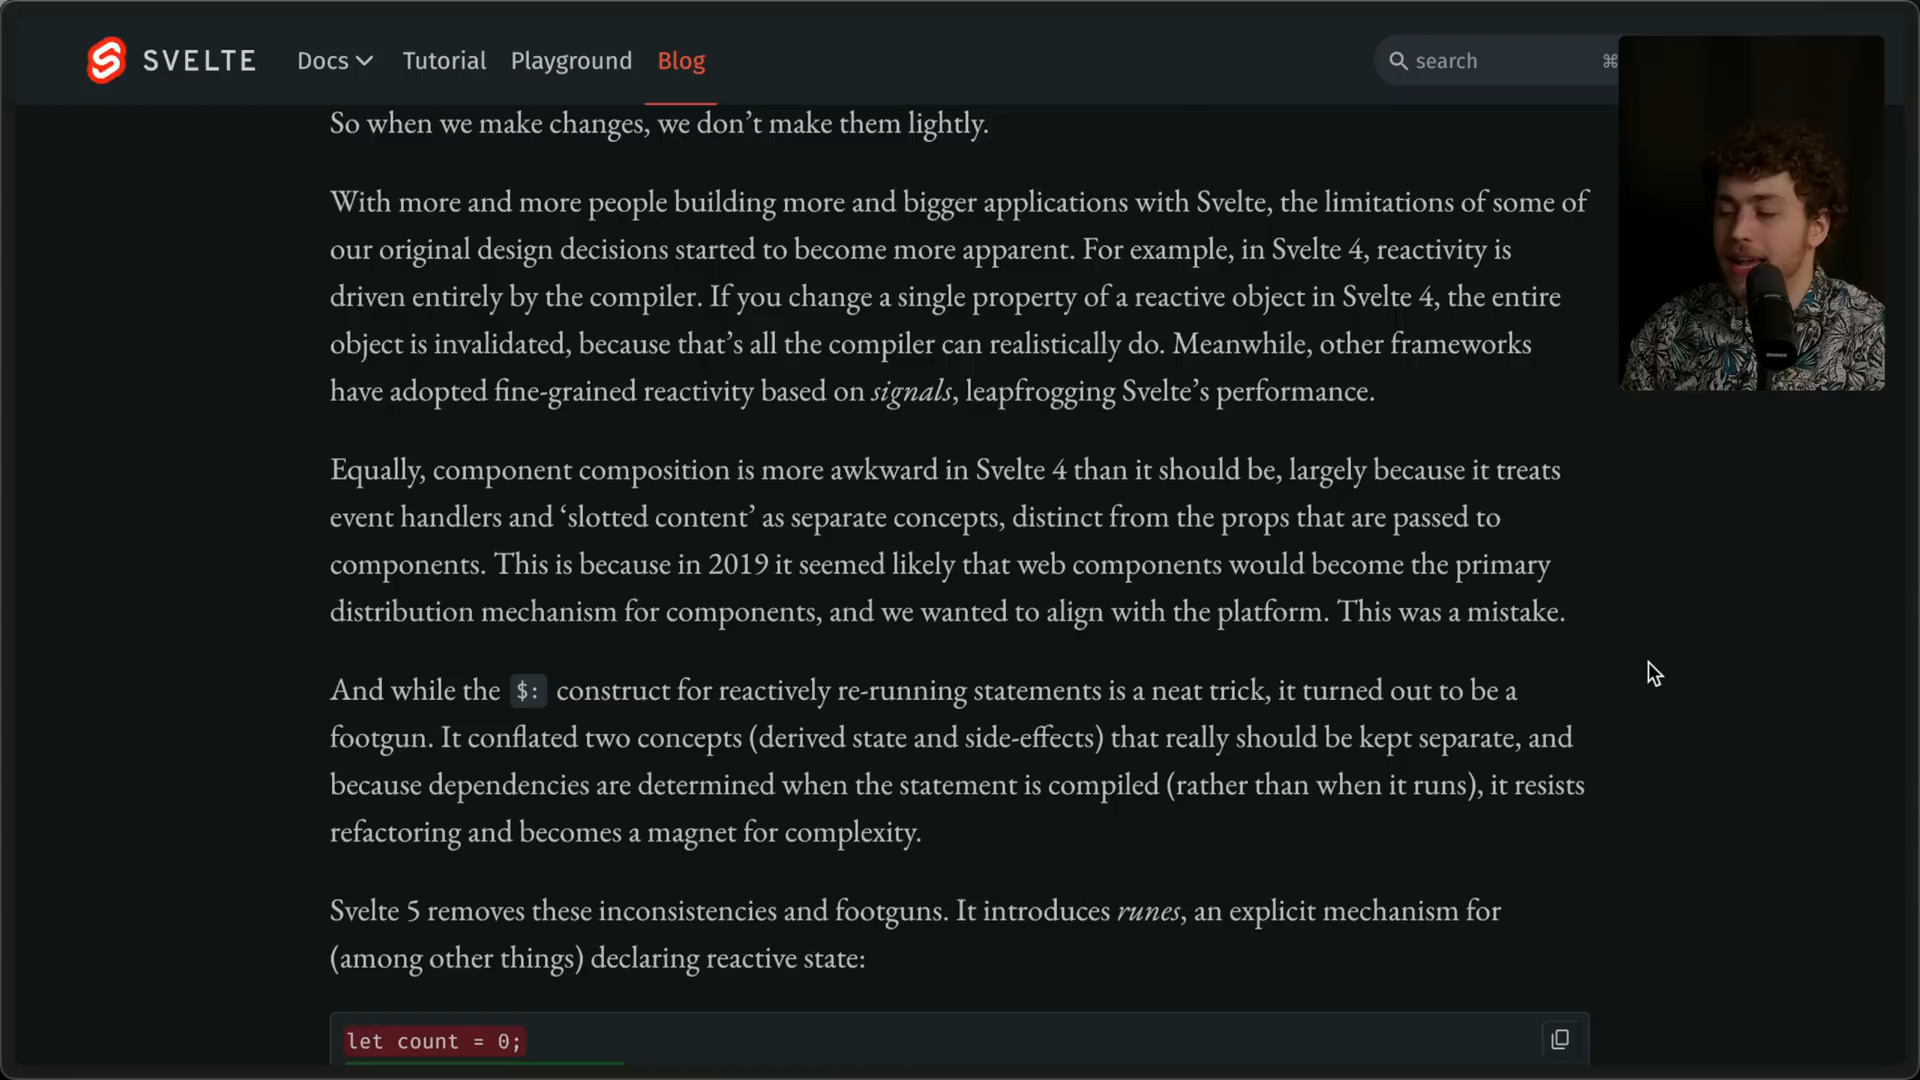 SVELTE
Docs
Tutorial
Playground
Blog
search
⌘
So when we make changes, we don’t make them lightly.
With more and more people building more and bigger applications with Svelte, the limitations of some of
our original design decisions started to become more apparent. For example, in Svelte 4, reactivity is
driven entirely by the compiler. If you change a single property of a reactive object in Svelte 4, the entire
object is invalidated, because that’s all the compiler can realistically do. Meanwhile, other frameworks
have adopted fine-grained reactivity based on signals, leapfrogging Svelte’s performance.
Equally, component composition is more awkward in Svelte 4 than it should be, largely because it treats
event handlers and ‘slotted content’ as separate concepts, distinct from the props that are passed to
components. This is because in 2019 it seemed likely that web components would become the primary
distribution mechanism for components, and we wanted to align with the platform. This was a mistake.
And while the $: construct for reactively re-running statements is a neat trick, it turned out to be a
footgun. It conflated two concepts (derived state and side-effects) that really should be kept separate, and
because dependencies are determined when the statement is compiled (rather than when it runs), it resists
refactoring and becomes a magnet for complexity.
Svelte 5 removes these inconsistencies and footguns. It introduces runes, an explicit mechanism for
(among other things) declaring reactive state:
let count = 0;